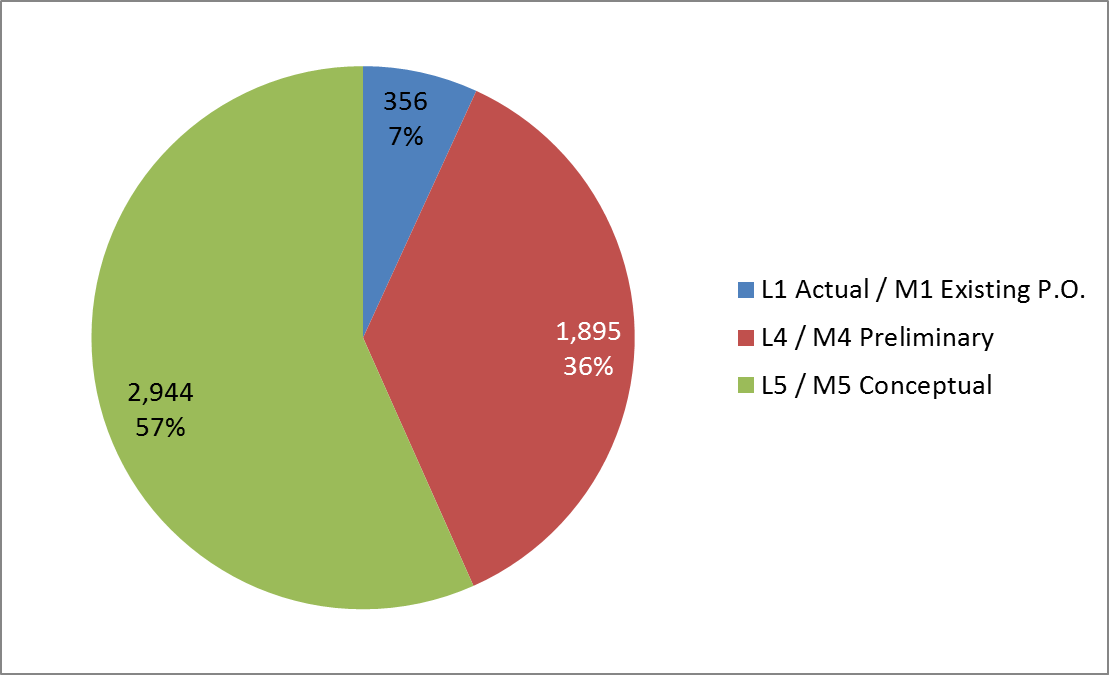 356
7%
1,895
36%
2,944
57%
L1 Actual / M1 Existing P.O.
L4 / M4 Preliminary
L5 / M5 Conceptual